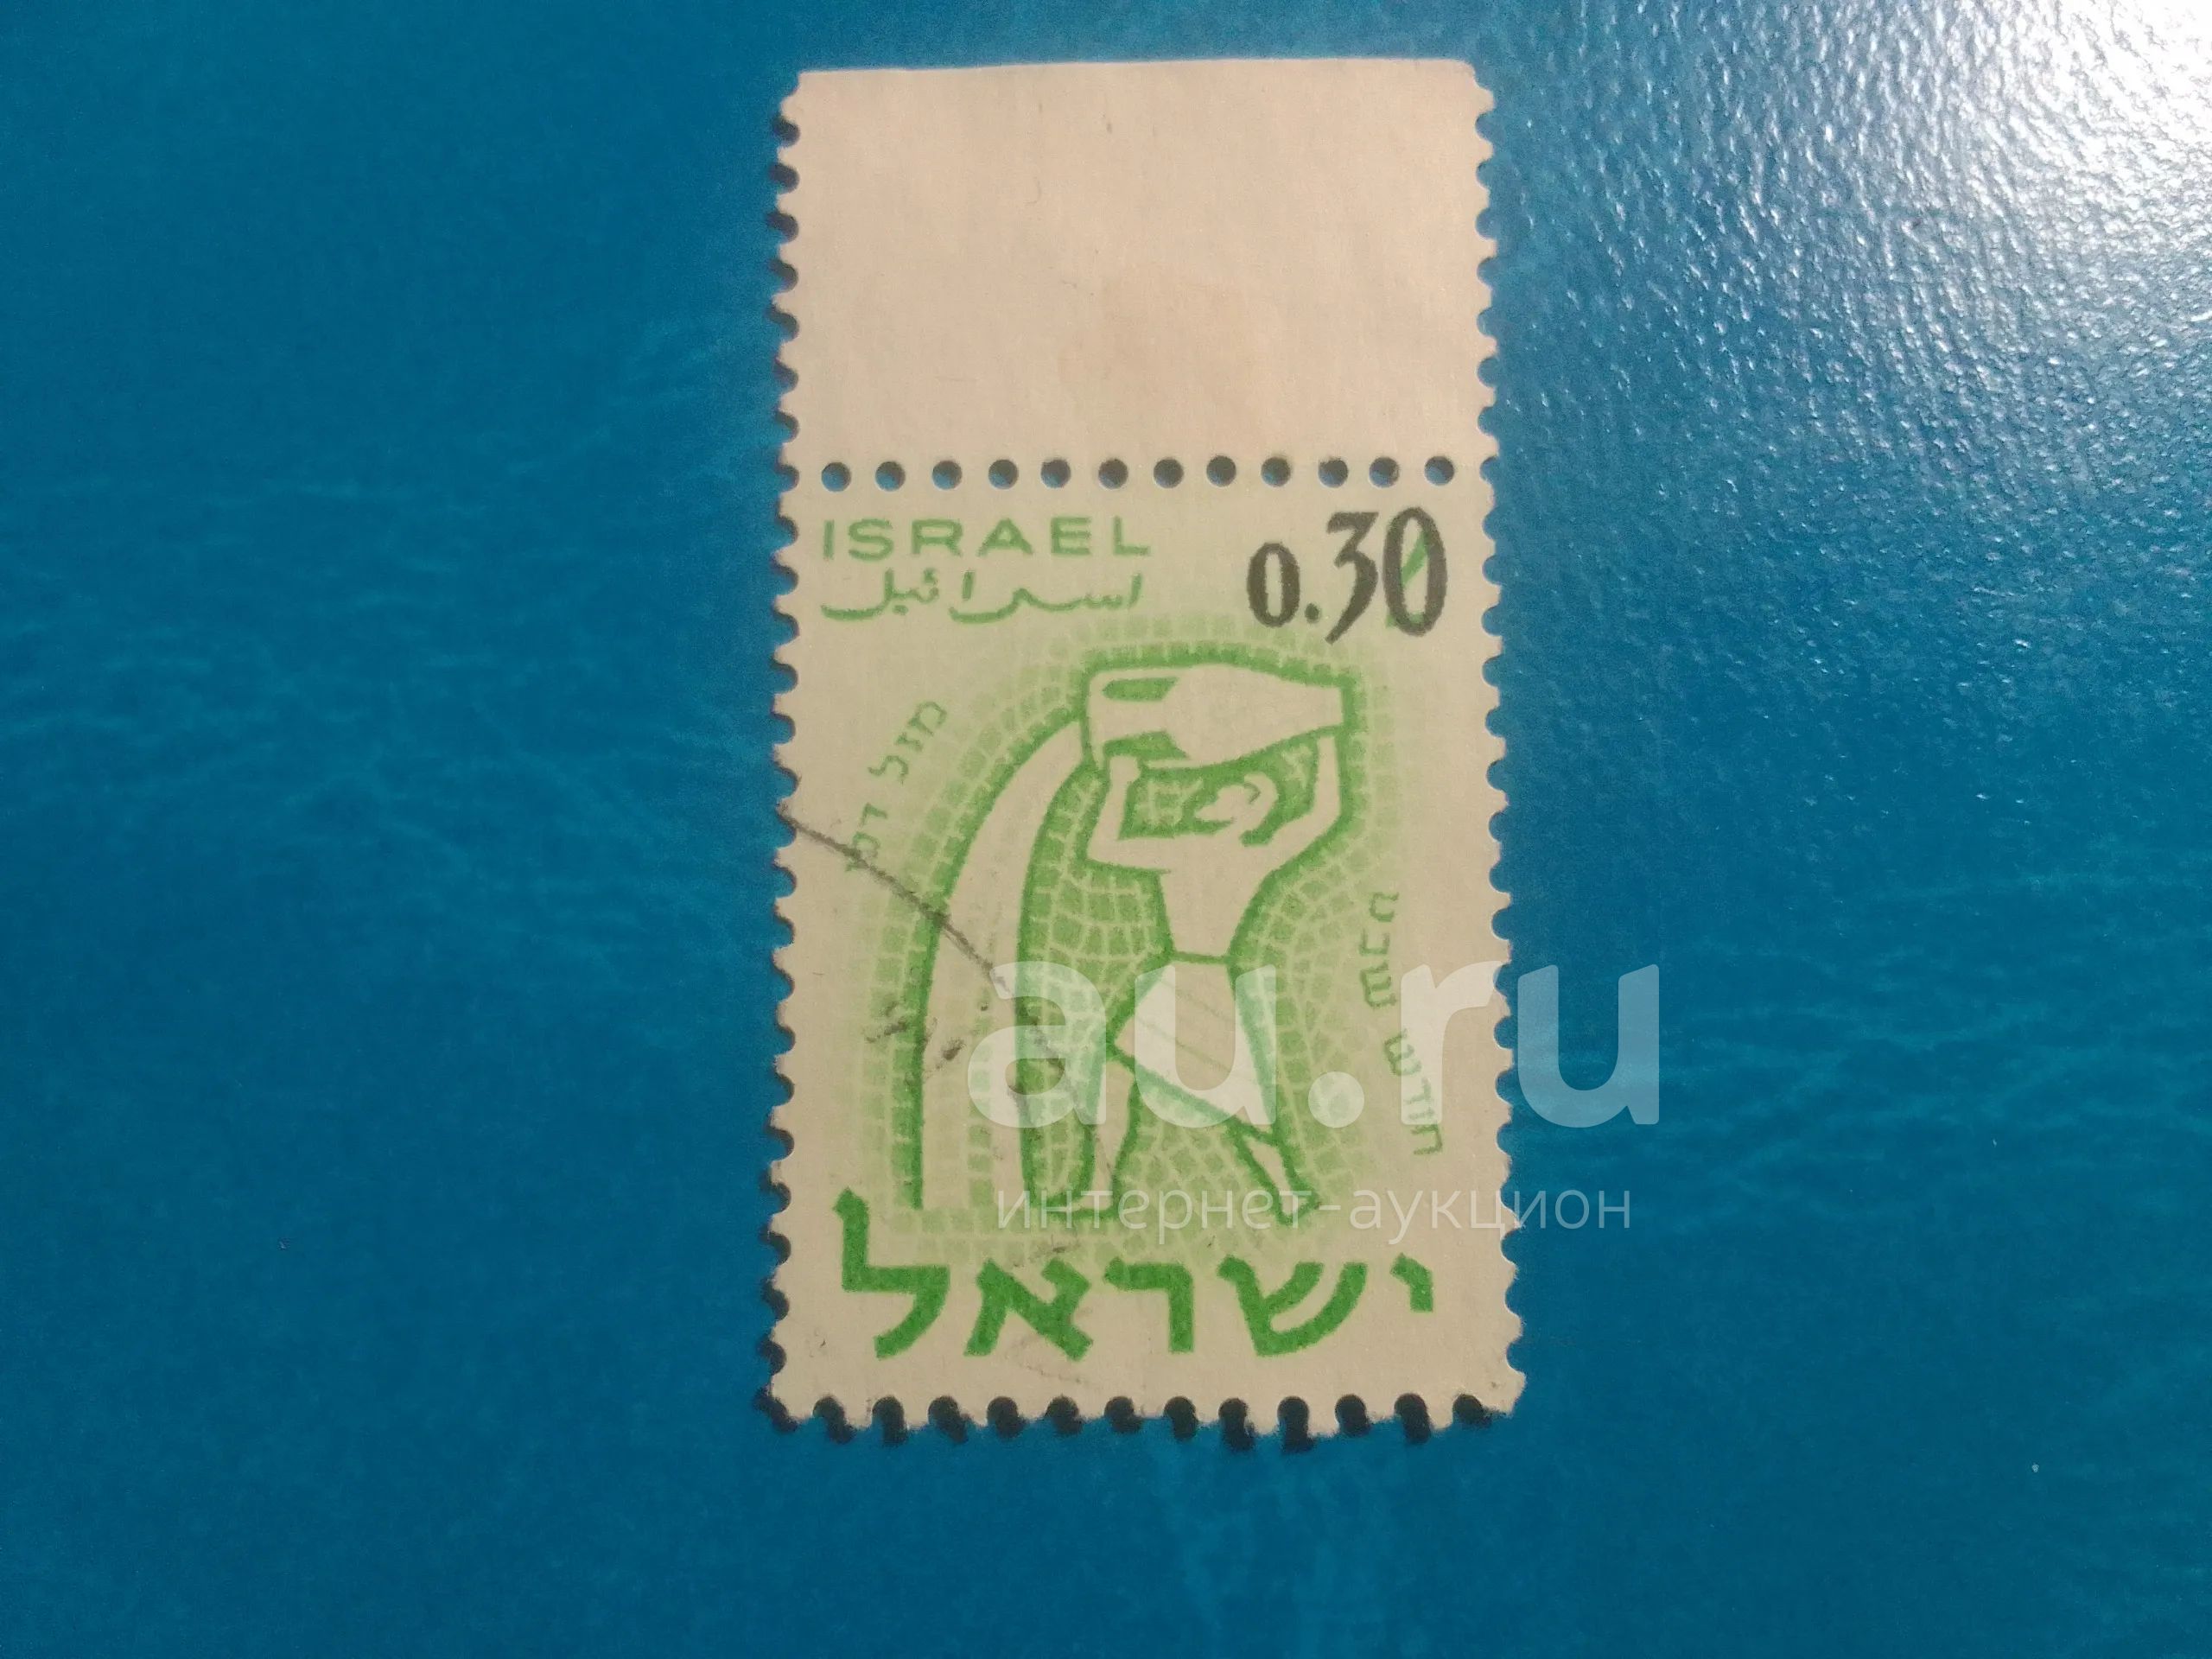 ISRAEL
0.30
اسرائيل
מזל דלי
חודש שבט
ישראל
au.ru
интернет-аукцион